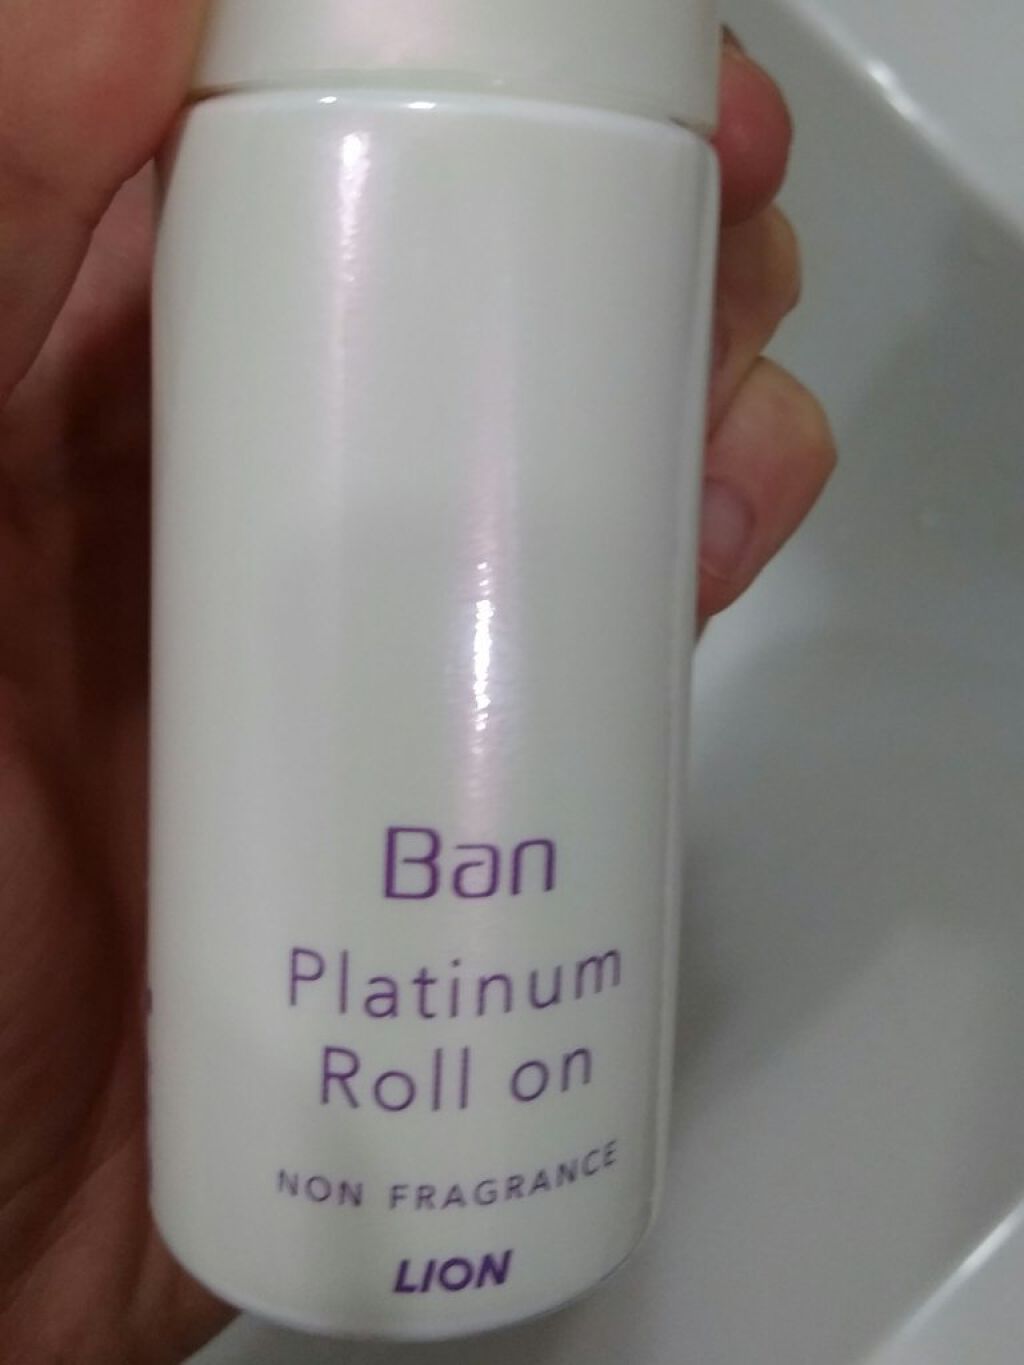 Ban
Platinum
Roll on
NON FRAGRANCE
LION